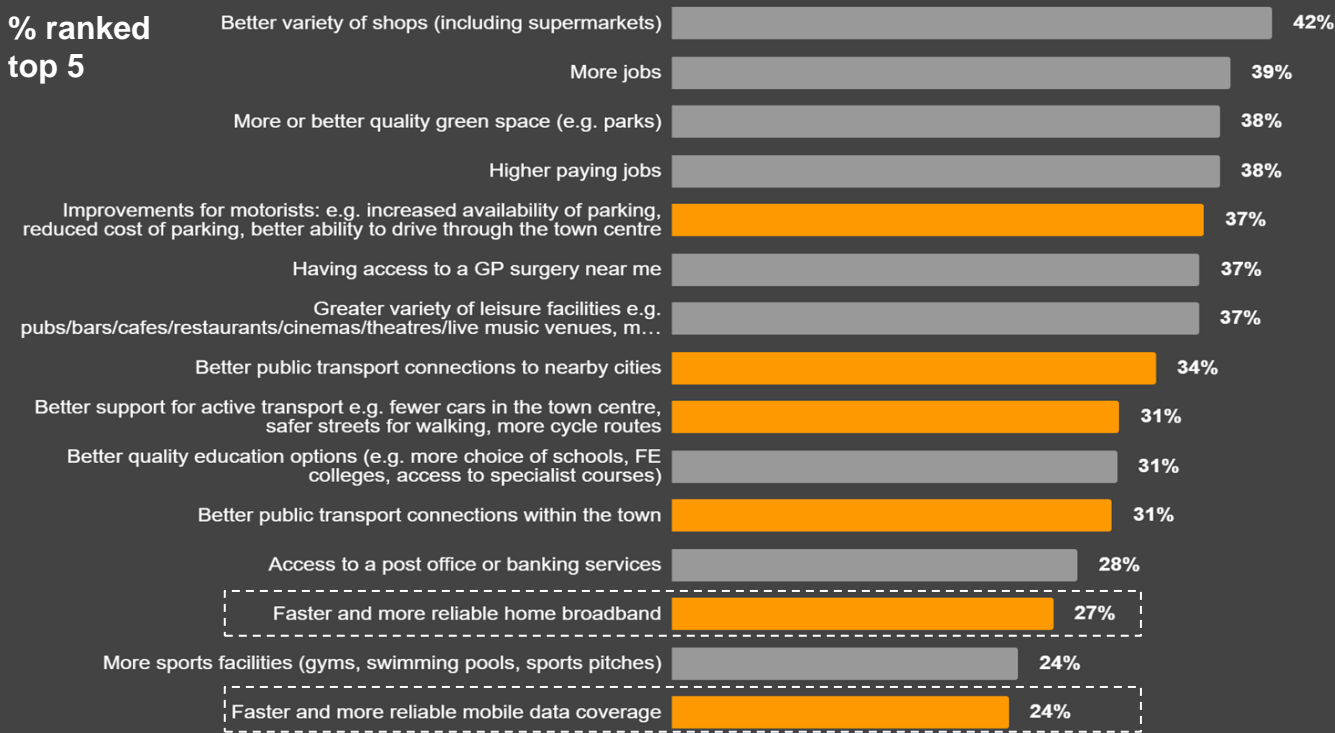 % ranked
top 5
Better variety of shops (including supermarkets)
42%
More jobs
39%
More or better quality green space (e.g. parks)
38%
Higher paying jobs
38%
Improvements for motorists: e.g. increased availability of parking,
reduced cost of parking, better ability to drive through the town centre
37%
Having access to a GP surgery near me
37%
Greater variety of leisure facilities e.g.
pubs/bars/cafes/restaurants/cinemas/theatres/live music venues, m…
37%
Better public transport connections to nearby cities
34%
Better support for active transport e.g. fewer cars in the town centre,
safer streets for walking, more cycle routes
31%
Better quality education options (e.g. more choice of schools, FE
colleges, access to specialist courses)
31%
Better public transport connections within the town
31%
Access to a post office or banking services
28%
Faster and more reliable home broadband
27%
More sports facilities (gyms, swimming pools, sports pitches)
24%
Faster and more reliable mobile data coverage
24%